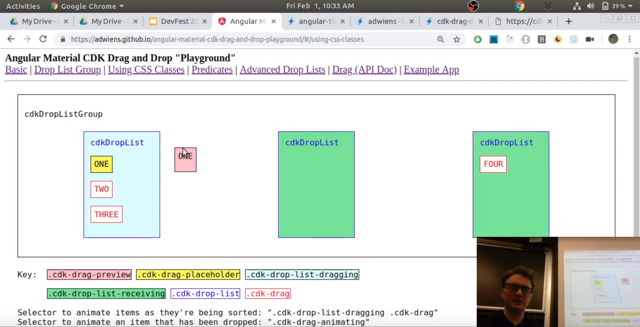 Activities
Google Chrome
Fri Feb 1, 10:33 AM
39 %
My Drive -
My Drive -
DevFest 20
Angular Ma
angular-15
adwiens -
cdk-drag-d
https://cdk
adwiens.github.io/angular-material-cdk-drag-and-drop-playground/#/using-css-classes
Angular Material CDK Drag and Drop "Playground"
Basic | Drop List Group | Using CSS Classes | Predicates | Advanced Drop Lists | Drag (API Doc) | Example App
cdkDropListGroup
cdkDropList
ONE
TWO
THREE
ONE
cdkDropList
cdkDropList
FOUR
Key: .cdk-drag-preview .cdk-drag-placeholder .cdk-drop-list-dragging
.cdk-drop-list-receiving .cdk-drop-list .cdk-drag
Selector to animate items as they're being sorted: ".cdk-drop-list-dragging .cdk-drag"
Selector to animate an item that has been dropped: ".cdk-drag-animating"